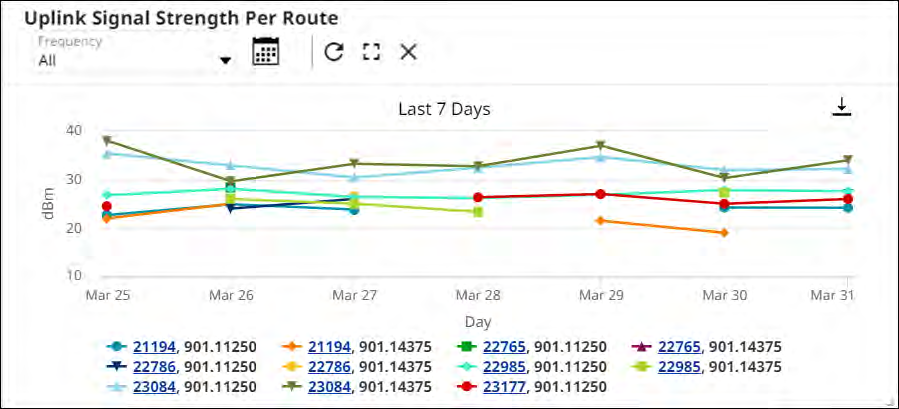 Uplink Signal Strength Per Route
Frequency
All
Last 7 Days
40
30
20
10
dBm
Mar 25 Mar 26 Mar 27 Mar 28 Mar 29 Mar 30 Mar 31
Day
21194, 901.11250 21194, 901.14375 22765, 901.11250 22765, 901.14375
22786, 901.11250 22786, 901.14375 22985, 901.11250 22985, 901.14375
23084, 901.11250 23084, 901.14375 23177, 901.11250